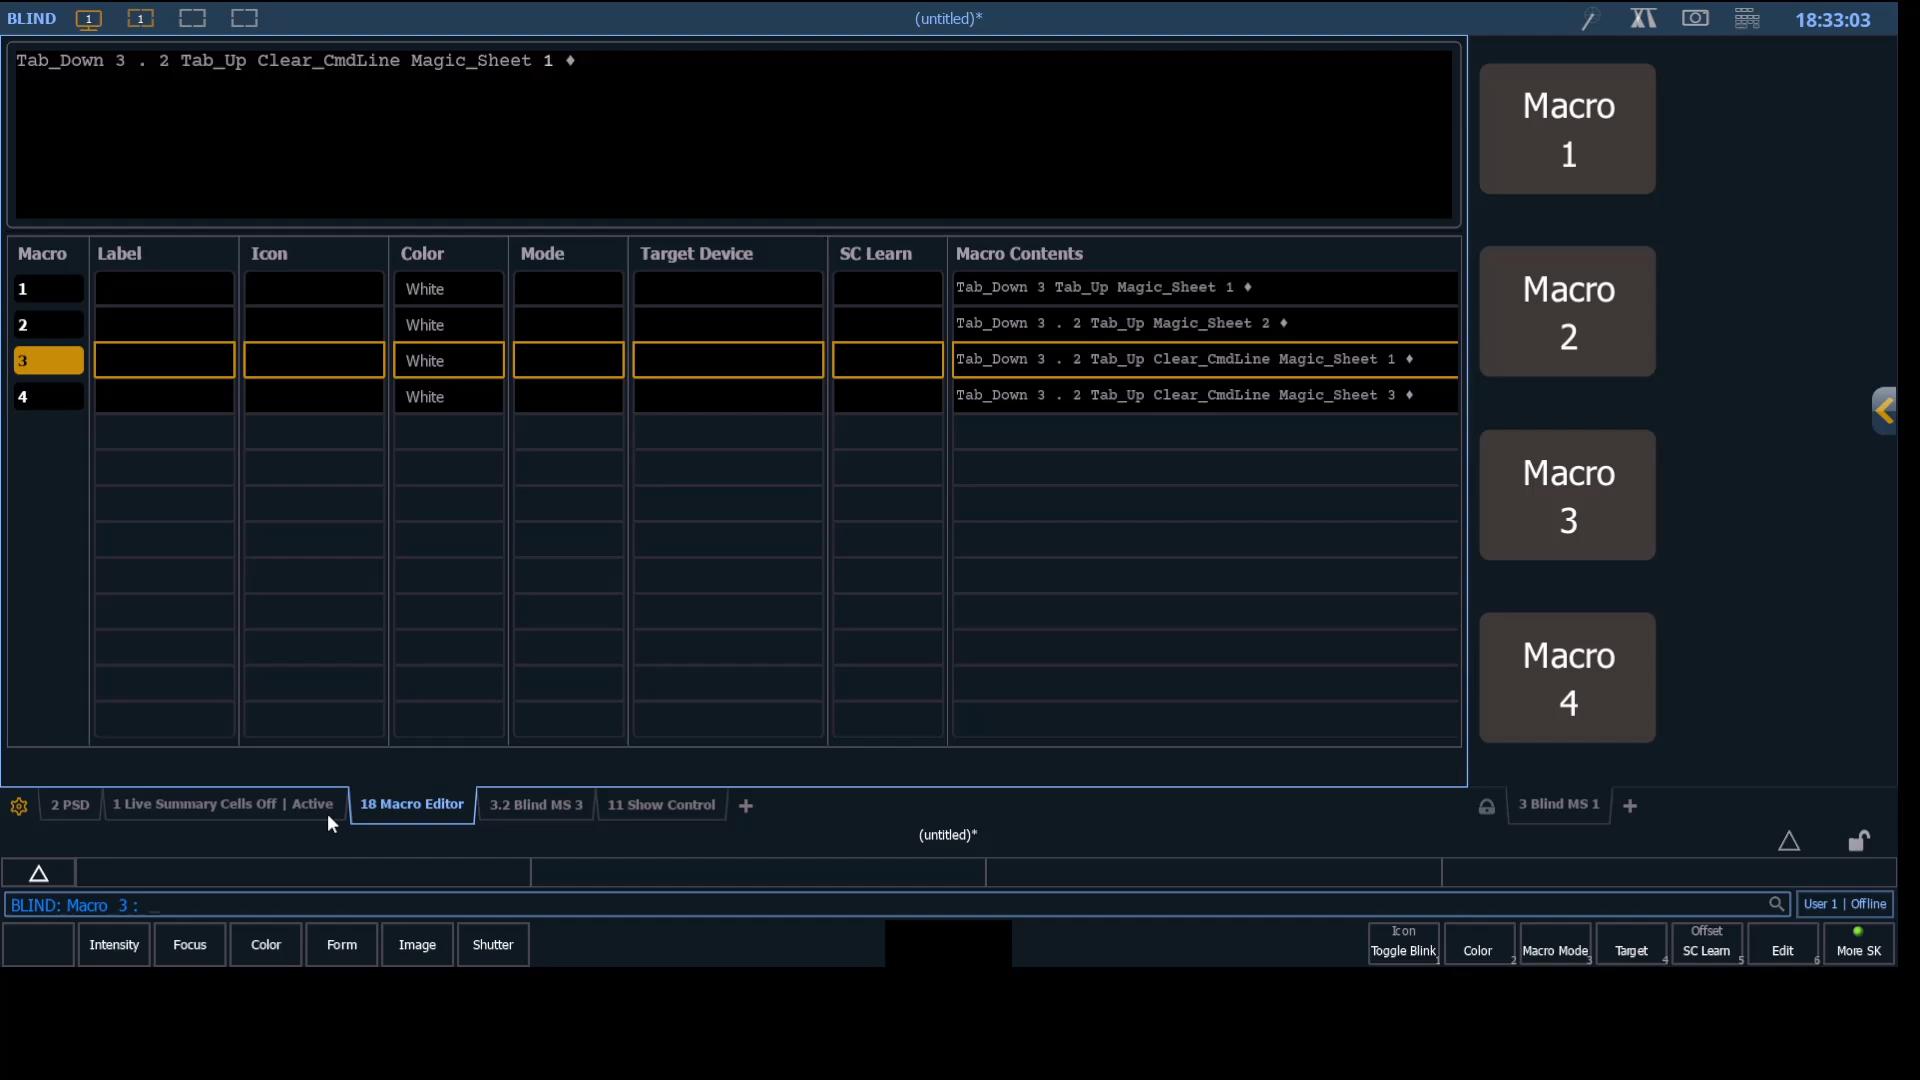 BLIND 1 1 (untitled)* 18:33:03
Tab_Down 3 . 2 Tab_Up Clear_CmdLine Magic_Sheet 1 ♦
Macro Label Icon Color Mode Target Device SC Learn Macro Contents
1 White Tab_Down 3 Tab_Up Magic_Sheet 1 ♦
2 White Tab_Down 3 . 2 Tab_Up Magic_Sheet 2 ♦
3 White Tab_Down 3 . 2 Tab_Up Clear_CmdLine Magic_Sheet 1 ♦
4 White Tab_Down 3 . 2 Tab_Up Clear_CmdLine Magic_Sheet 3 ♦
Macro
1
Macro
2
Macro
3
Macro
4
2 PSD 1 Live Summary Cells Off | Active 18 Macro Editor 3.2 Blind MS 3 11 Show Control + 3 Blind MS 1 +
(untitled)*
BLIND: Macro 3 : _ User 1 | Offline
Intensity Focus Color Form Image Shutter
Icon
Toggle Blink 1
Color 2
Macro Mode 3
Target 4
Offset
SC Learn 5
Edit 6
More SK